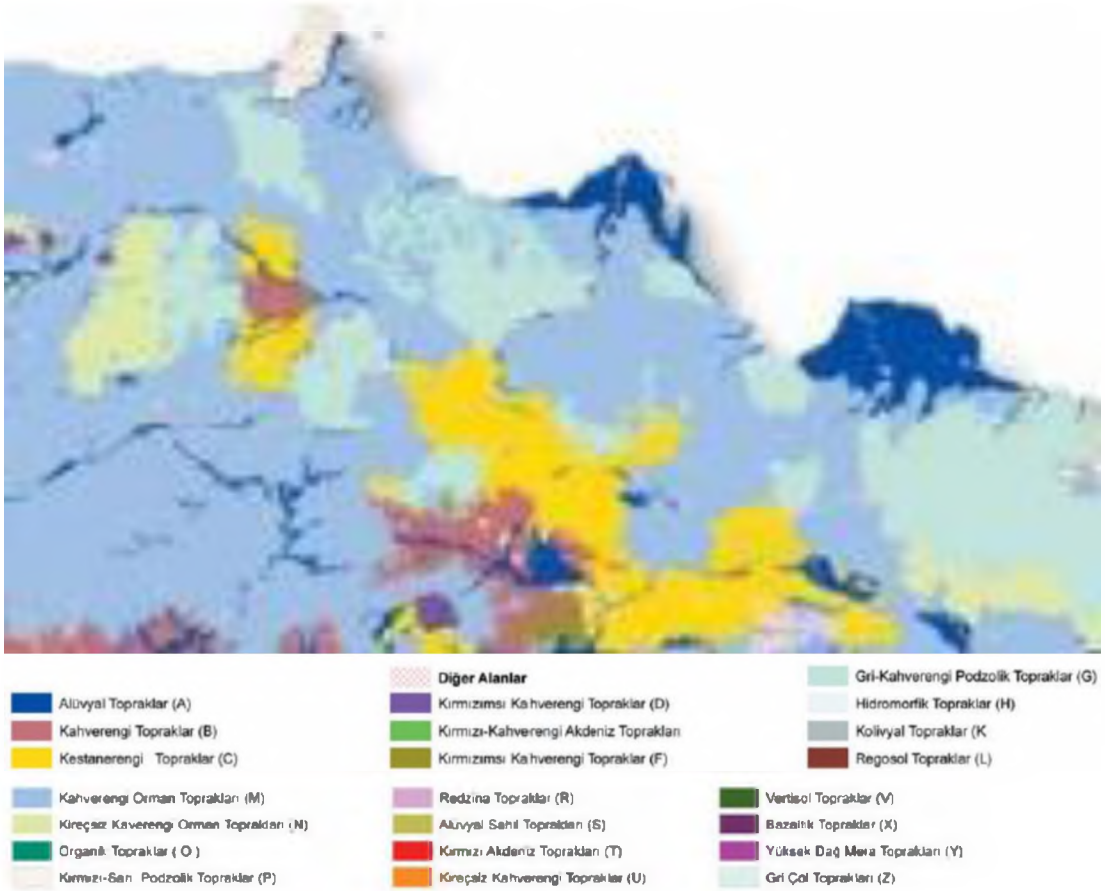 Diğer Alanlar
Gri-Kahverengi Podzolik Topraklar (G)
Alüvyal Topraklar (A)
Kırmızımsı Kahverengi Topraklar (D)
Hidromorfik Topraklar (H)
Kahverengi Topraklar (B)
Kırmızı-Kahverengi Akdeniz Toprakları
Kolivyal Topraklar (K
Kestanerengi Topraklar (C)
Kırmızımsı Kahverengi Topraklar (F)
Regosol Topraklar (L)
Kahverengi Orman Toprakları (M)
Redzina Topraklar (R)
Vertisol Topraklar (V)
Kireçsiz Kaverengi Orman Toprakları (N)
Alüvyal Sahil Toprakları (S)
Bazaltik Topraklar (X)
Organik Topraklar ( O )
Kırmızı Akdeniz Toprakları (T)
Yüksek Dağ Mera Toprakları (Y)
Kırmızı-Sarı Podzolik Topraklar (P)
Kireçsiz Kahverengi Topraklar (U)
Gri Çöl Toprakları (Z)